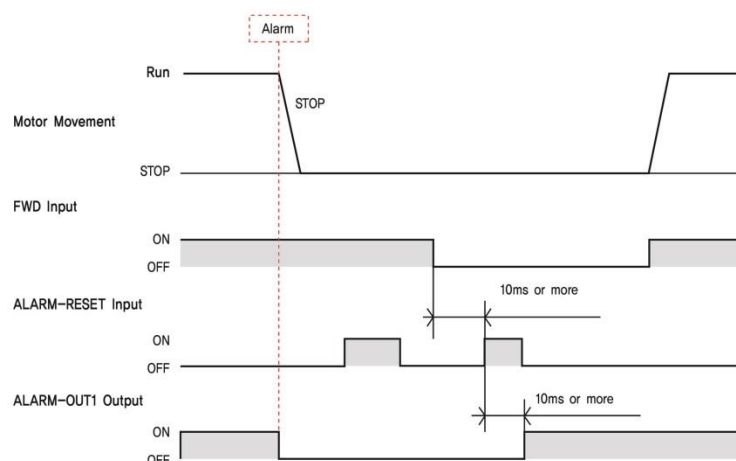 Alarm
Run
STOP
Motor Movement
STOP
FWD Input
ON
OFF
10ms or more
ALARM-RESET Input
ON
OFF
ALARM-OUT1 Output
10ms or more
ON
OFF